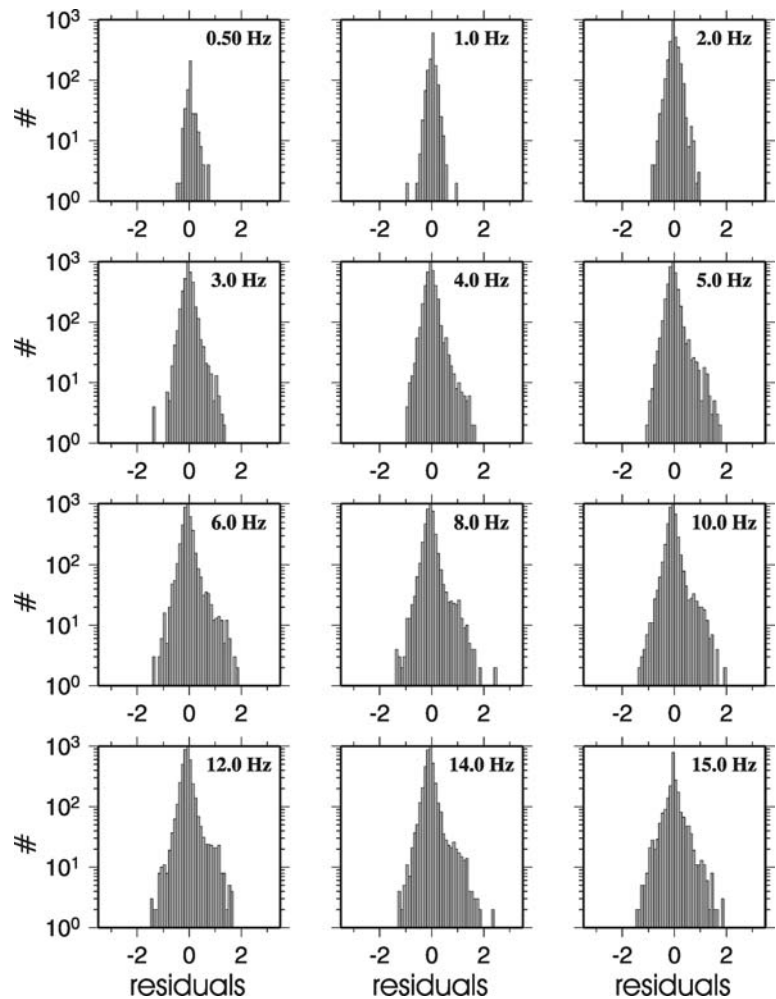 10³ 0.50 Hz 1.0 Hz 2.0 Hz
10²
#
10¹
10⁰
-2 0 2 -2 0 2 -2 0 2
10³ 3.0 Hz 4.0 Hz 5.0 Hz
10²
#
10¹
10⁰
-2 0 2 -2 0 2 -2 0 2
10³ 6.0 Hz 8.0 Hz 10.0 Hz
10²
#
10¹
10⁰
-2 0 2 -2 0 2 -2 0 2
10³ 12.0 Hz 14.0 Hz 15.0 Hz
10²
#
10¹
10⁰
-2 0 2 -2 0 2 -2 0 2
residuals residuals residuals